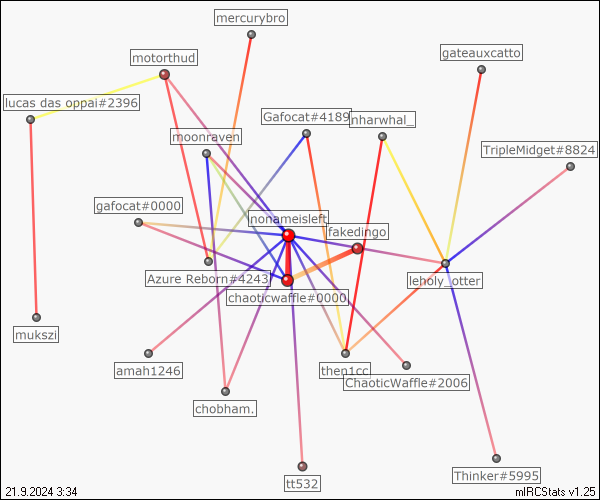 mercurybro
motorthud
gateauxcatto
lucas das oppai#2396
Gafocat#4189
nharwhal_
moonraven
TripleMidget#8824
gafocat#0000
nonameisleft
fakedingo
Azure Reborn#4243
leholy_otter
chaoticwaffle#0000
mukszi
amah1246
then1cc
ChaoticWaffle#2006
chobham.
tt532
Thinker#5995
21.9.2024 3:34
mIRCStats v1.25